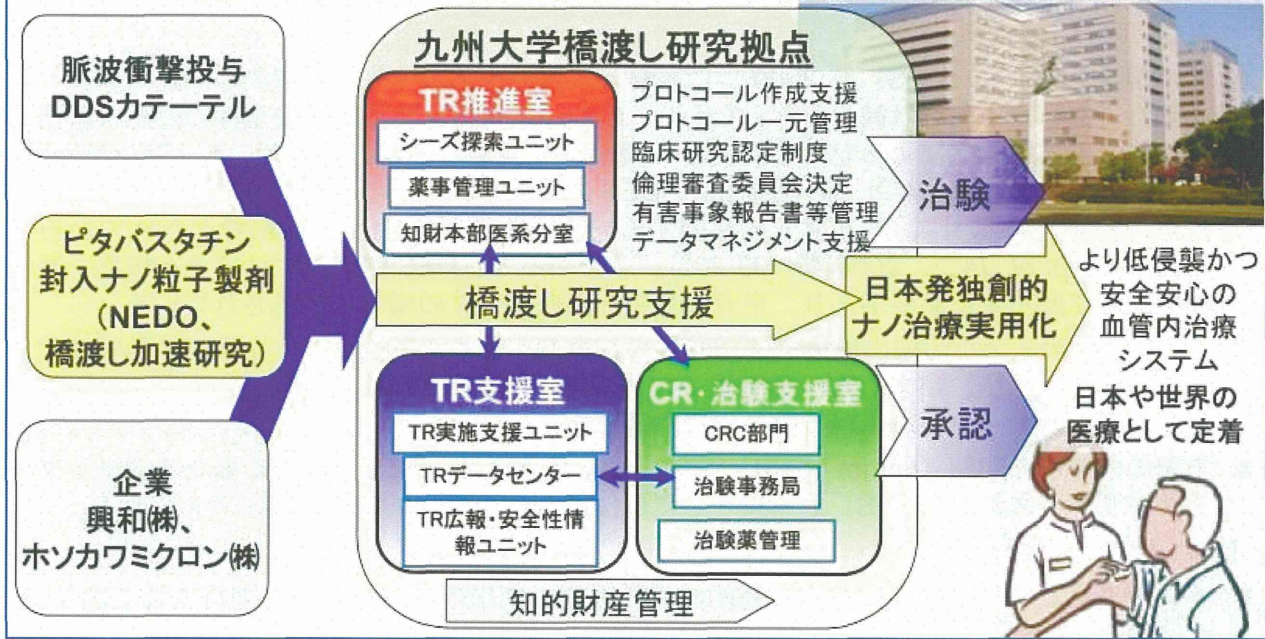 脈波衝撃投与
DDSカテーテル
ピタバスタチン
封入ナノ粒子製剤
（NEDO、
橋渡し加速研究）
企業
興和㈱、
ホソカワミクロン㈱
九州大学橋渡し研究拠点
TR推進室
シーズ探索ユニット
薬事管理ユニット
知財本部医系分室
プロトコール作成支援
プロトコール一元管理
臨床研究認定制度
倫理審査委員会決定
有害事象報告書等管理
データマネジメント支援
橋渡し研究支援
TR支援室
TR実施支援ユニット
TRデータセンター
TR広報・安全性情
報ユニット
CR・治験支援室
CRC部門
治験事務局
治験薬管理
知的財産管理
治験
日本発独創的
ナノ治療実用化
承認
より低侵襲かつ
安全安心の
血管内治療
システム
日本や世界の
医療として定着